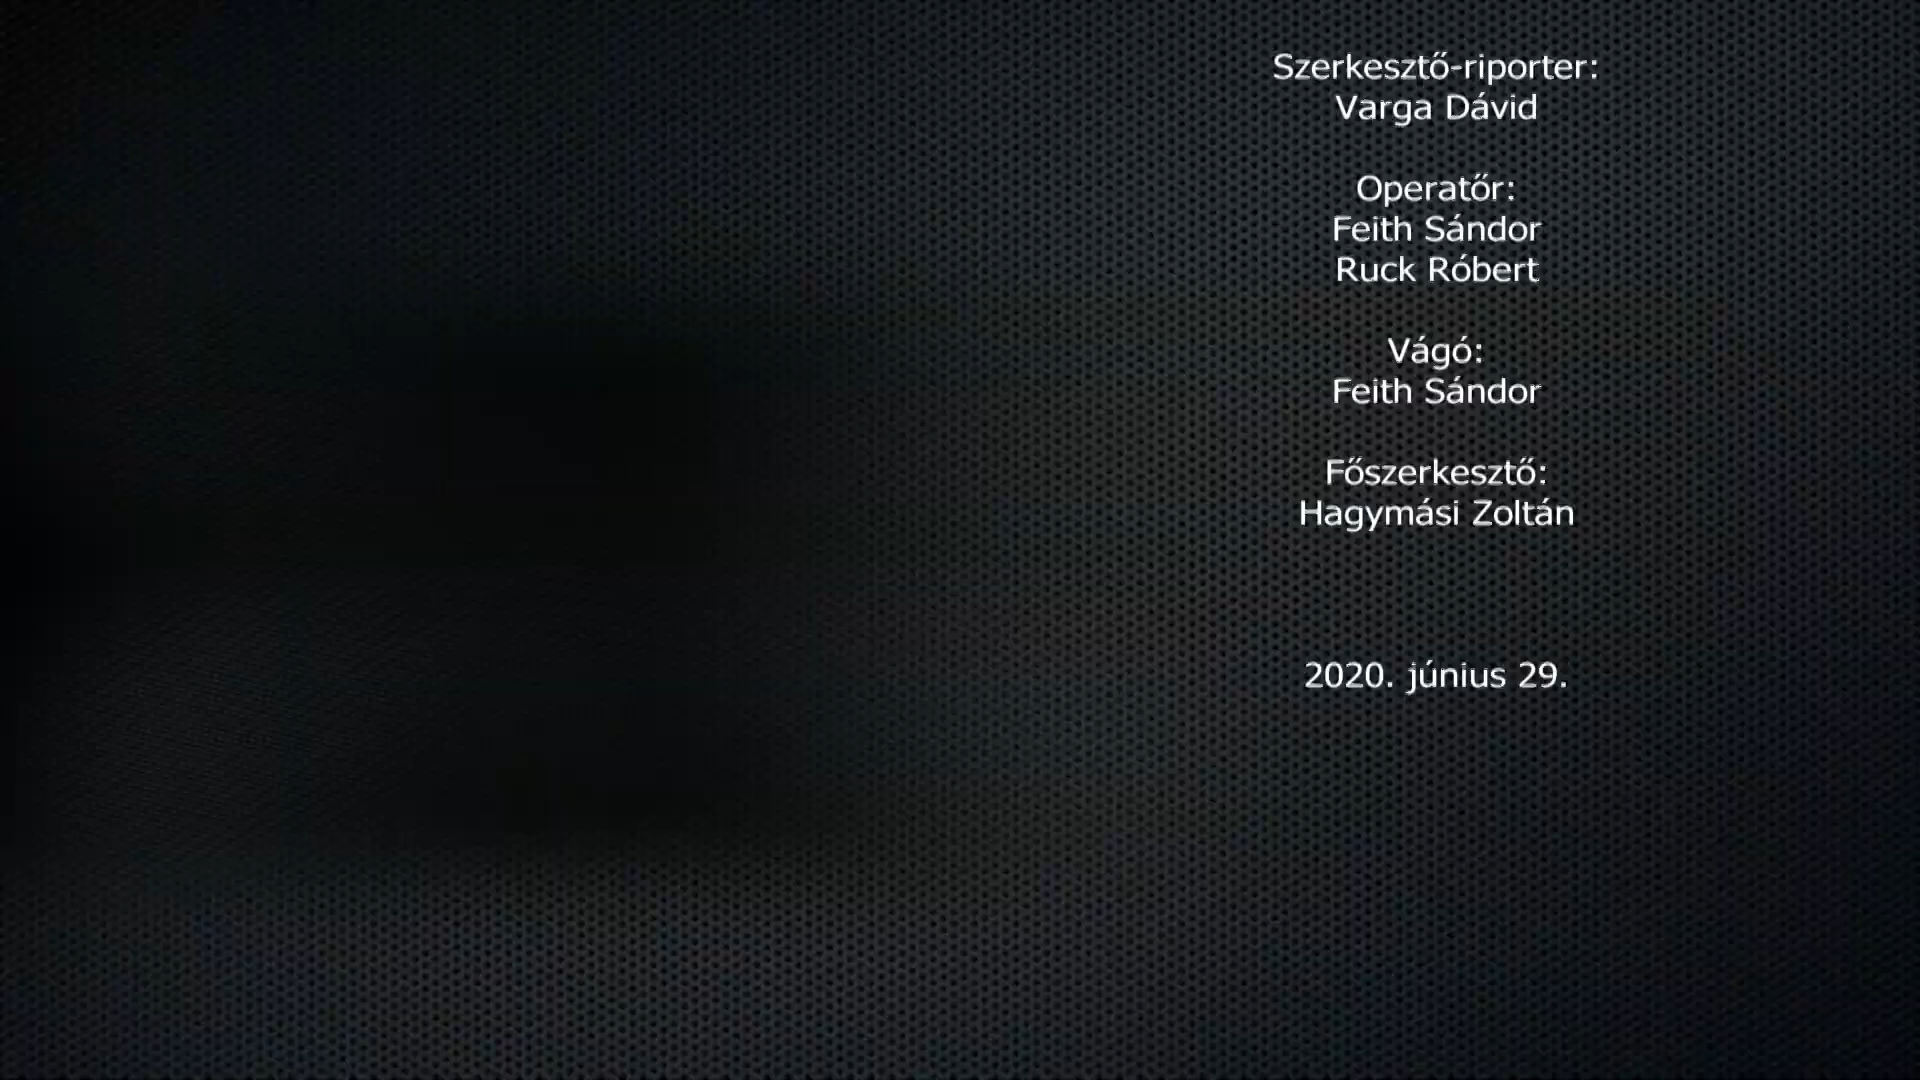 Szerkesztő-riporter:
Varga Dávid
Operatőr:
Feith Sándor
Ruck Róbert
Vágó:
Feith Sándor
Főszerkesztő:
Hagymási Zoltán
2020. június 29.